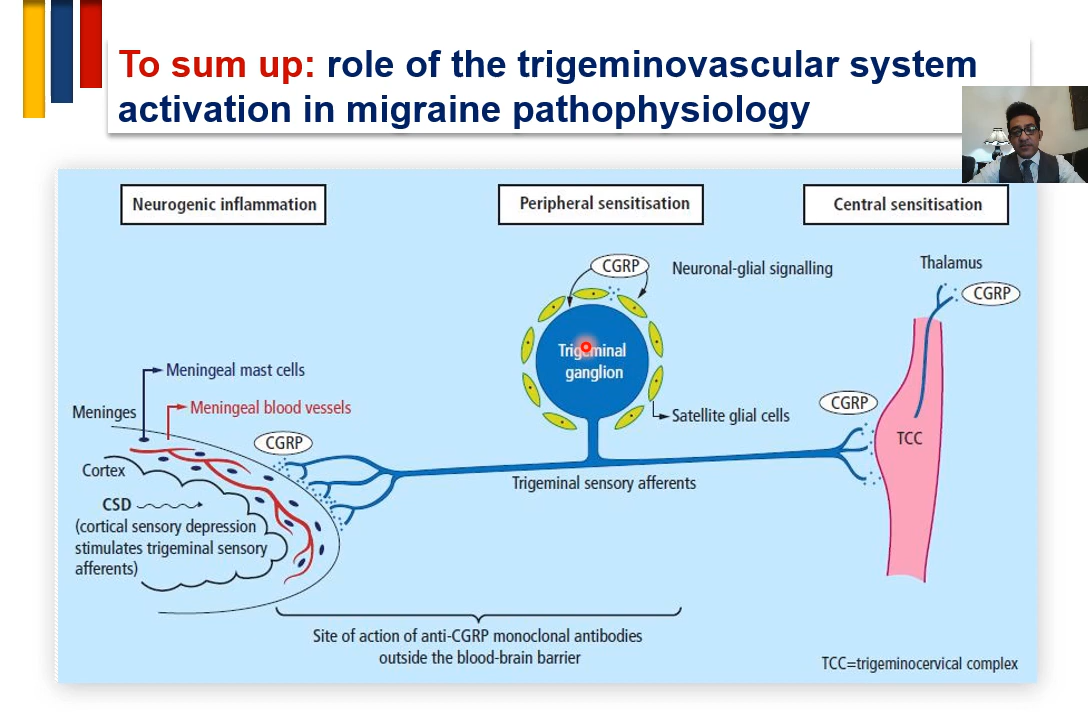 To sum up: role of the trigeminovascular system
activation in migraine pathophysiology
Neurogenic inflammation
Peripheral sensitisation
Central sensitisation
CGRP
Neuronal-glial signalling
Thalamus
CGRP
Trigeminal
ganglion
Meningeal mast cells
Meninges
Meningeal blood vessels
Satellite glial cells
CGRP
TCC
CGRP
Cortex
Trigeminal sensory afferents
CSD
(cortical sensory depression
stimulates trigeminal sensory
afferents)
Site of action of anti-CGRP monoclonal antibodies
outside the blood-brain barrier
TCC=trigeminocervical complex